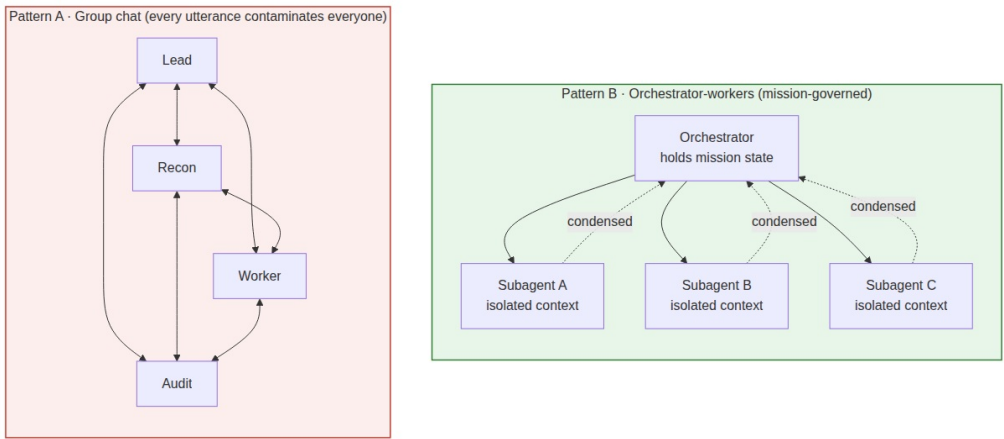 Pattern A · Group chat (every utterance contaminates everyone)
Lead
Recon
Worker
Audit
Pattern B · Orchestrator-workers (mission-governed)
Orchestrator
holds mission state
condensed
condensed
condensed
Subagent A
isolated context
Subagent B
isolated context
Subagent C
isolated context